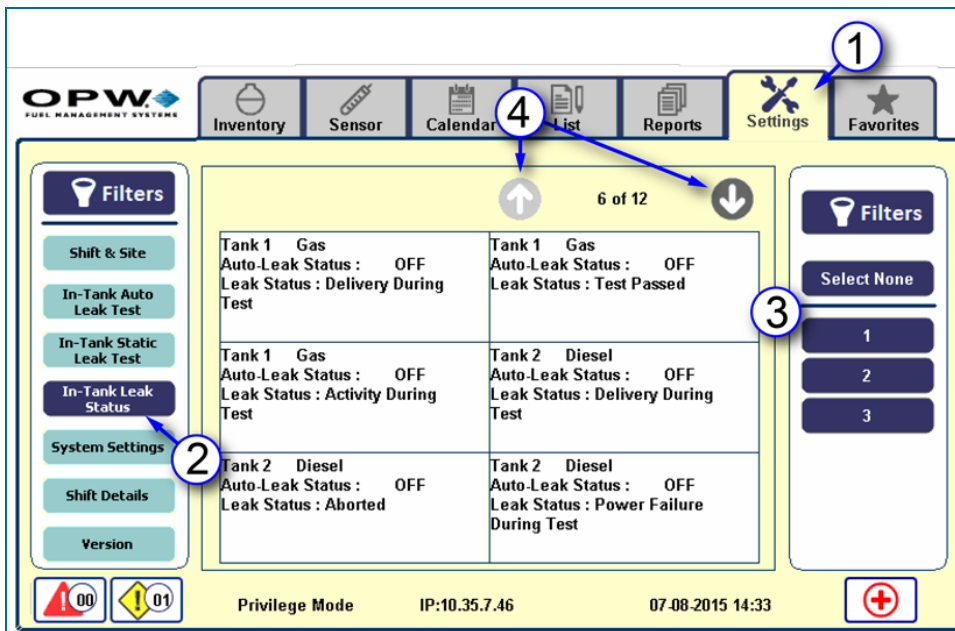 1
OPW
FUEL MANAGEMENT SYSTEMS
Inventory
Sensor
Calendar
4
List
Reports
Settings
Favorites
Filters
Shift & Site
In-Tank Auto
Leak Test
In-Tank Static
Leak Test
In-Tank Leak
Status
2
System Settings
Shift Details
Version
6 of 12
Tank 1 Gas
Auto-Leak Status : OFF
Leak Status : Delivery During
Test
Tank 1 Gas
Auto-Leak Status : OFF
Leak Status : Test Passed
Tank 1 Gas
Auto-Leak Status : OFF
Leak Status : Activity During
Test
Tank 2 Diesel
Auto-Leak Status : OFF
Leak Status : Delivery During
Test
Tank 2 Diesel
Auto-Leak Status : OFF
Leak Status : Aborted
Tank 2 Diesel
Auto-Leak Status : OFF
Leak Status : Power Failure
During Test
Filters
Select None
3
1
2
3
00
01
Privilege Mode
IP:10.35.7.46
07-08-2015 14:33